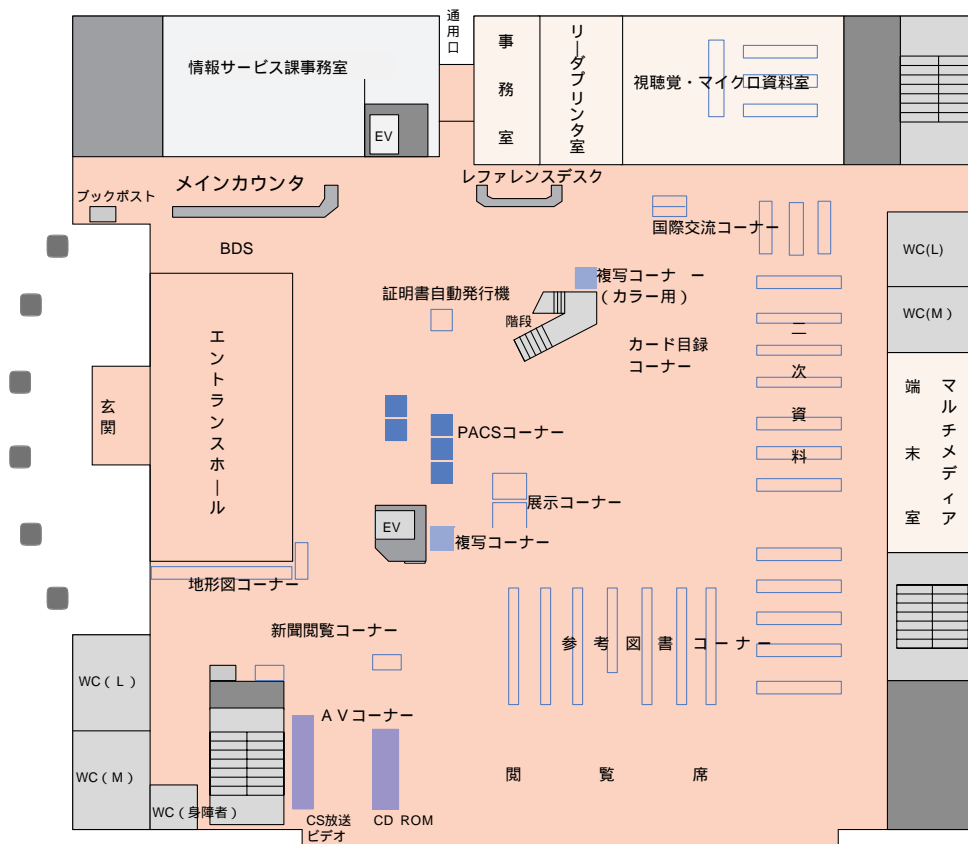 通用口
情報サービス課事務室
事務室
リーダプリンタ室
視聴覚・マイクロ資料室
EV
メインカウンタ
レファレンスデスク
ブックポスト
国際交流コーナー
BDS
WC(L)
複写コーナー
（カラー用）
証明書自動発行機
階段
WC(M)
エントランスホール
カード目録
コーナー
二次資料
玄関
マルチメディア
端末室
PACSコーナー
展示コーナー
EV
複写コーナー
地形図コーナー
新聞閲覧コーナー
参考図書コーナー
WC(L)
AVコーナー
WC(M)
閲覧席
WC(身障者)
CS放送
ビデオ
CD ROM